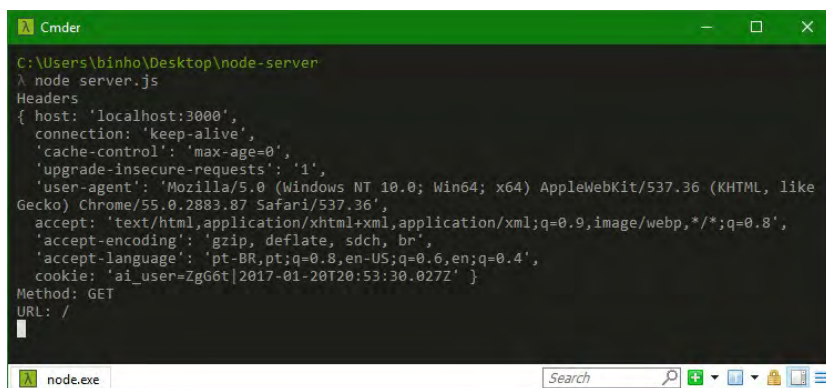 λ Cmder
C:\Users\binho\Desktop\node-server
λ node server.js
Headers
{ host: 'localhost:3000',
  connection: 'keep-alive',
  'cache-control': 'max-age=0',
  'upgrade-insecure-requests': '1',
  'user-agent': 'Mozilla/5.0 (Windows NT 10.0; Win64; x64) AppleWebKit/537.36 (KHTML, like
Gecko) Chrome/55.0.2883.87 Safari/537.36',
  accept: 'text/html,application/xhtml+xml,application/xml;q=0.9,image/webp,*/*;q=0.8',
  'accept-encoding': 'gzip, deflate, sdch, br',
  'accept-language': 'pt-BR,pt;q=0.8,en-US;q=0.6,en;q=0.4',
  cookie: 'ai_user=ZgG6t|2017-01-20T20:53:30.027Z' }
Method: GET
URL: /
λ node.exe Search